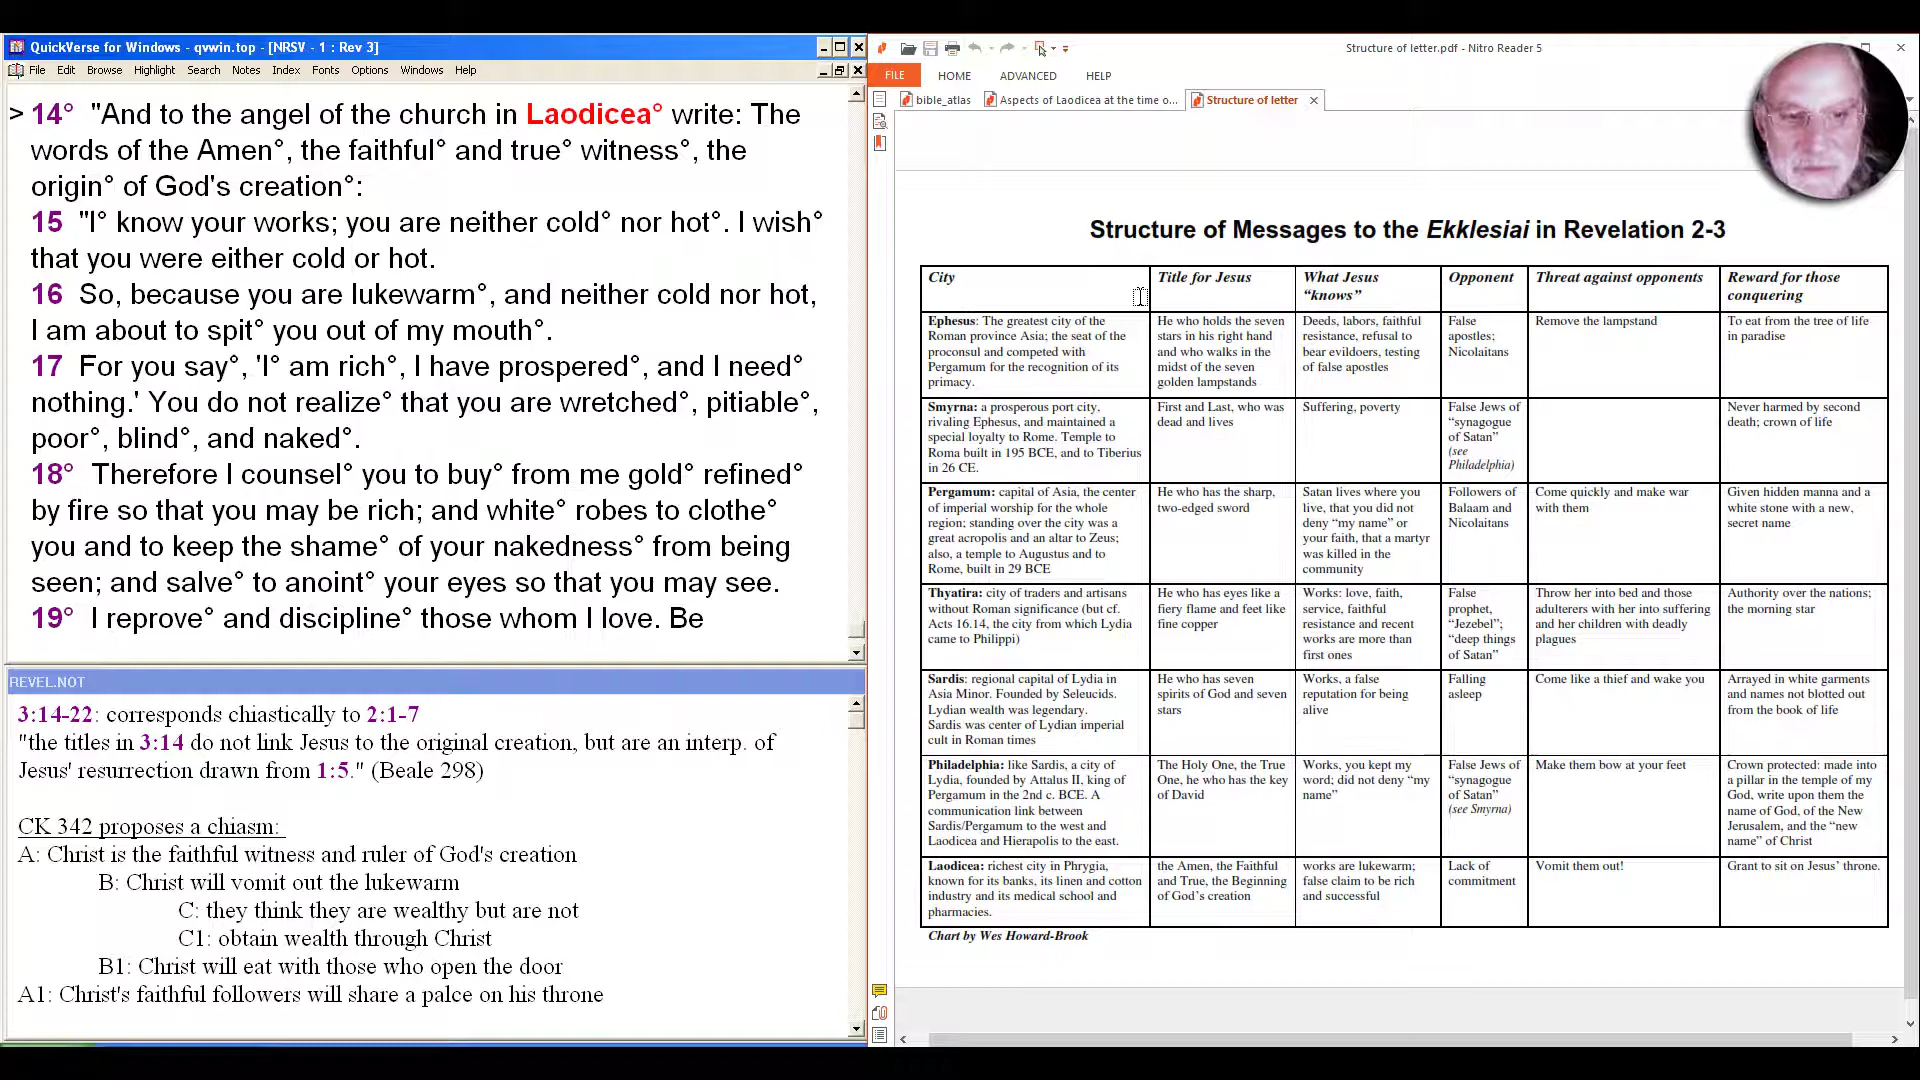 QuickVerse for Windows - qvwin.top - [NRSV - 1 : Rev 3]
File Edit Browse Highlight Search Notes Index Fonts Options Windows Help
> 14° "And to the angel of the church in Laodicea° write: The
words of the Amen°, the faithful° and true° witness°, the
origin° of God's creation°:
15 "I° know your works; you are neither cold° nor hot°. I wish°
that you were either cold or hot.
16 So, because you are lukewarm°, and neither cold nor hot,
I am about to spit° you out of my mouth°.
17 For you say°, 'I° am rich°, I have prospered°, and I need°
nothing.' You do not realize° that you are wretched°, pitiable°,
poor°, blind°, and naked°.
18° Therefore I counsel° you to buy° from me gold° refined°
by fire so that you may be rich; and white° robes to clothe°
you and to keep the shame° of your nakedness° from being
seen; and salve° to anoint° your eyes so that you may see.
19° I reprove° and discipline° those whom I love. Be
REVEL.NOT
3:14-22: corresponds chiastically to 2:1-7
"the titles in 3:14 do not link Jesus to the original creation, but are an interp. of
Jesus' resurrection drawn from 1:5." (Beale 298)
CK 342 proposes a chiasm:
A: Christ is the faithful witness and ruler of God's creation
B: Christ will vomit out the lukewarm
C: they think they are wealthy but are not
C1: obtain wealth through Christ
B1: Christ will eat with those who open the door
A1: Christ's faithful followers will share a palce on his throne
Structure of letter.pdf - Nitro Reader 5
FILE HOME ADVANCED HELP
bible_atlas Aspects of Laodicea at the time o... Structure of letter
Structure of Messages to the Ekklesiai in Revelation 2-3
City
Title for Jesus
What Jesus
“knows”
Opponent
Threat against opponents
Reward for those
conquering
Ephesus: The greatest city of the
Roman province Asia; the seat of the
proconsul and competed with
Pergamum for the recognition of its
primacy.
He who holds the seven
stars in his right hand
and who walks in the
midst of the seven
golden lampstands
Deeds, labors, faithful
resistance, refusal to
bear evildoers, testing
of false apostles
False
apostles;
Nicolaitans
Remove the lampstand
To eat from the tree of life
in paradise
Smyrna: a prosperous port city,
rivaling Ephesus, and maintained a
special loyalty to Rome. Temple to
Roma built in 195 BCE, and to Tiberius
in 26 CE.
First and Last, who was
dead and lives
Suffering, poverty
False Jews of
“synagogue
of Satan”
(see
Philadelphia)
Never harmed by second
death; crown of life
Pergamum: capital of Asia, the center
of imperial worship for the whole
region; standing over the city was a
great acropolis and an altar to Zeus;
also, a temple to Augustus and to
Rome, built in 29 BCE
He who has the sharp,
two-edged sword
Satan lives where you
live, that you did not
deny “my name” or
your faith, that a martyr
was killed in the
community
Followers of
Balaam and
Nicolaitans
Come quickly and make war
with them
Given hidden manna and a
white stone with a new,
secret name
Thyatira: city of traders and artisans
without Roman significance (but cf.
Acts 16.14, the city from which Lydia
came to Philippi)
He who has eyes like a
fiery flame and feet like
fine copper
Works: love, faith,
service, faithful
resistance and recent
works are more than
first ones
False
prophet,
“Jezebel”;
“deep things
of Satan”
Throw her into bed and those
adulterers with her into suffering
and her children with deadly
plagues
Authority over the nations;
the morning star
Sardis: regional capital of Lydia in
Asia Minor. Founded by Seleucids.
Lydian wealth was legendary.
Sardis was center of Lydian imperial
cult in Roman times
He who has seven
spirits of God and seven
stars
Works, a false
reputation for being
alive
Falling
asleep
Come like a thief and wake you
Arrayed in white garments
and names not blotted out
from the book of life
Philadelphia: like Sardis, a city of
Lydia, founded by Attalus II, king of
Pergamum in the 2nd c. BCE. A
communication link between
Sardis/Pergamum to the west and
Laodicea and Hierapolis to the east.
The Holy One, the True
One, he who has the key
of David
Works, you kept my
word; did not deny “my
name”
False Jews of
“synagogue
of Satan”
(see Smyrna)
Make them bow at your feet
Crown protected: made into
a pillar in the temple of my
God, write upon them the
name of God, of the New
Jerusalem, and the “new
name” of Christ
Laodicea: richest city in Phrygia,
known for its banks, its linen and cotton
industry and its medical school and
pharmacies.
the Amen, the Faithful
and True, the Beginning
of God’s creation
works are lukewarm;
false claim to be rich
and successful
Lack of
commitment
Vomit them out!
Grant to sit on Jesus’ throne.
Chart by Wes Howard-Brook